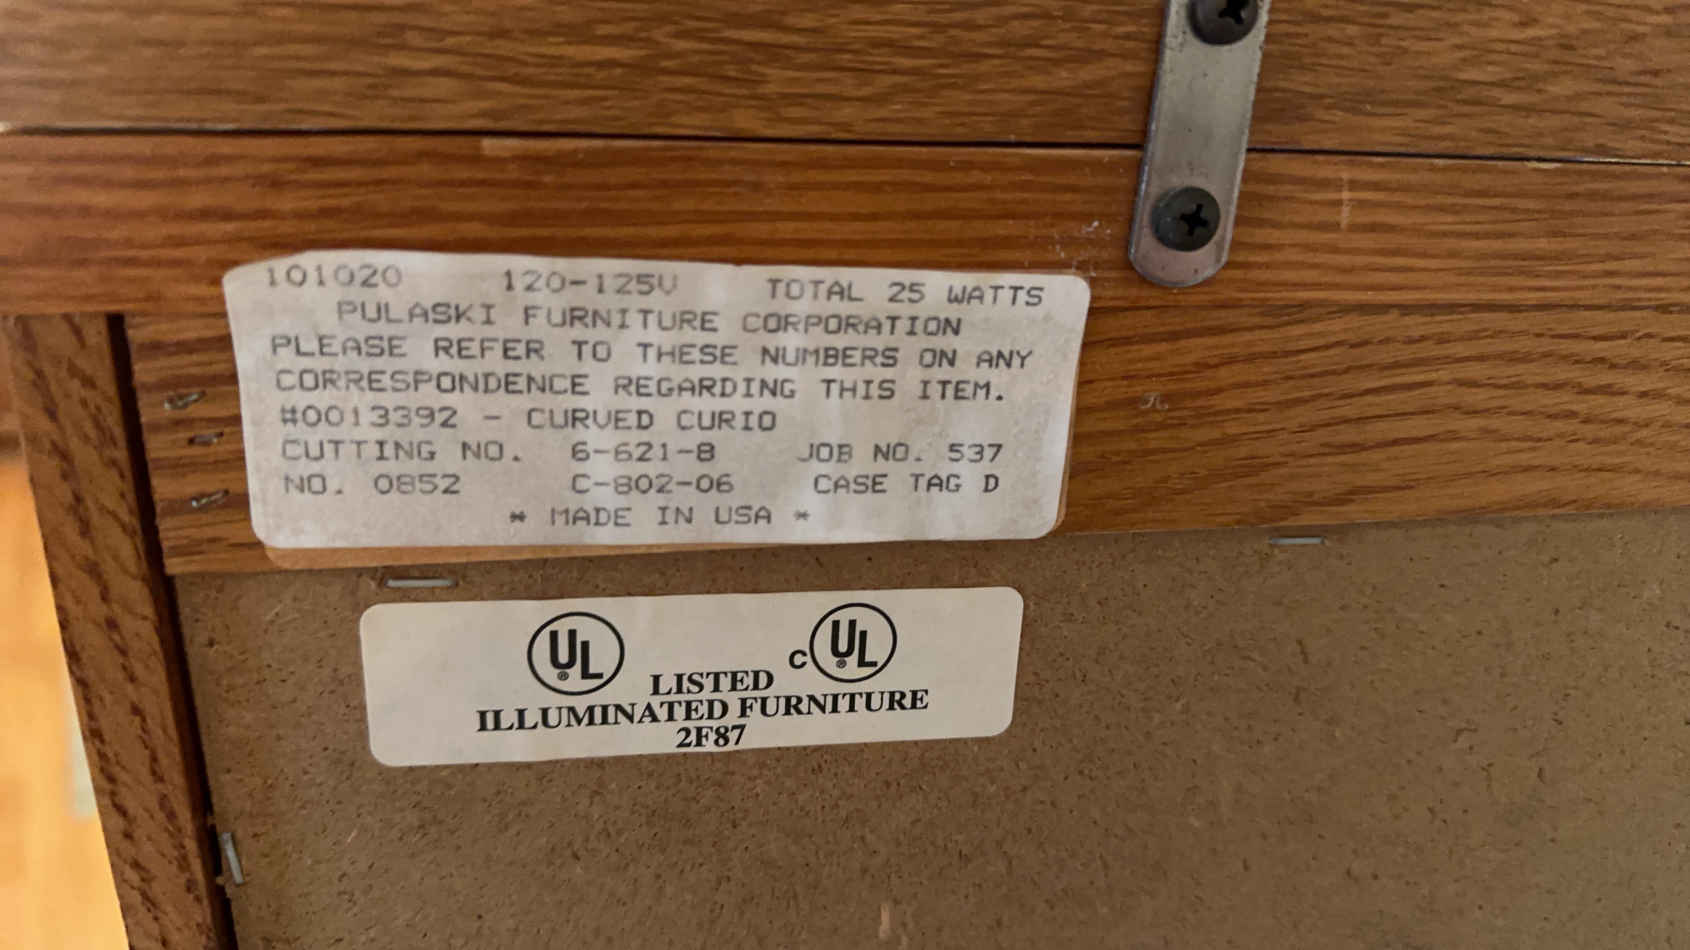 101020 120-125V TOTAL 25 WATTS
PULASKI FURNITURE CORPORATION
PLEASE REFER TO THESE NUMBERS ON ANY
CORRESPONDENCE REGARDING THIS ITEM.
#0013392 - CURVED CURIO
CUTTING NO. 6-621-8 JOB NO. 537
NO. 0852 C-802-06 CASE TAG D
* MADE IN USA *
UL® c UL®
LISTED
ILLUMINATED FURNITURE
2F87